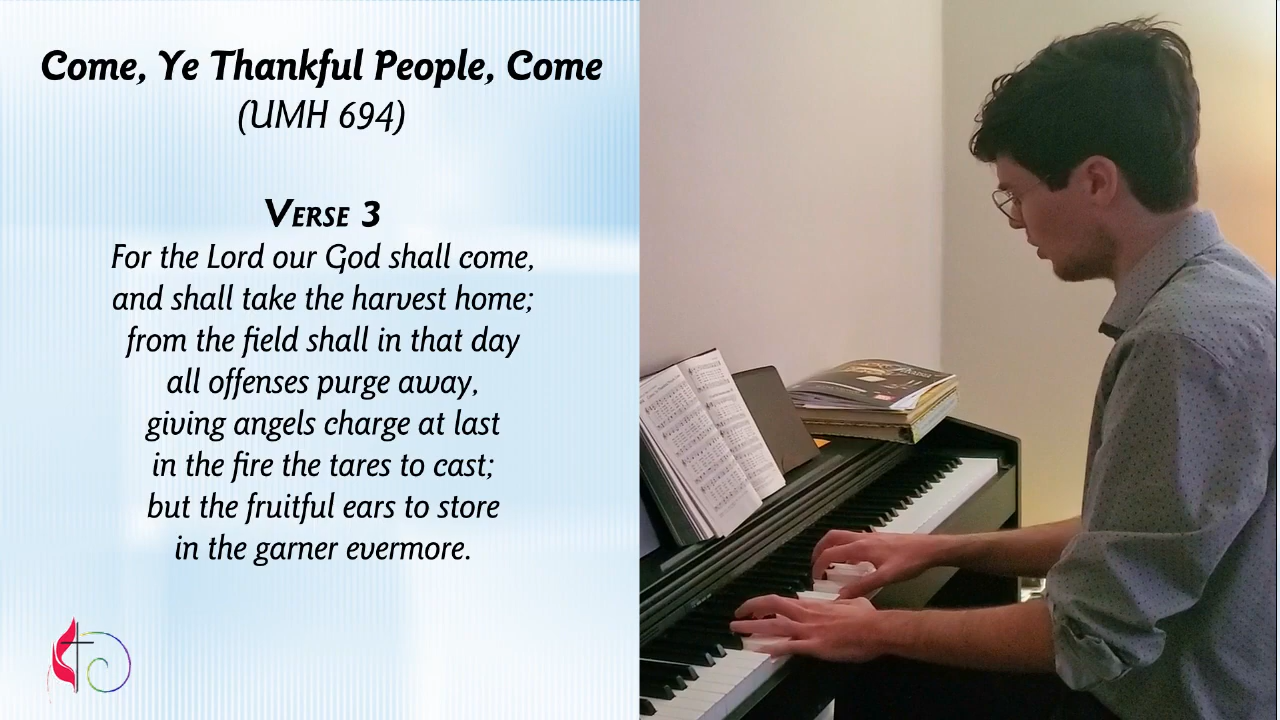 Come, Ye Thankful People, Come
(UMH 694)
Verse 3
For the Lord our God shall come,
and shall take the harvest home;
from the field shall in that day
all offenses purge away,
giving angels charge at last
in the fire the tares to cast;
but the fruitful ears to store
in the garner evermore.